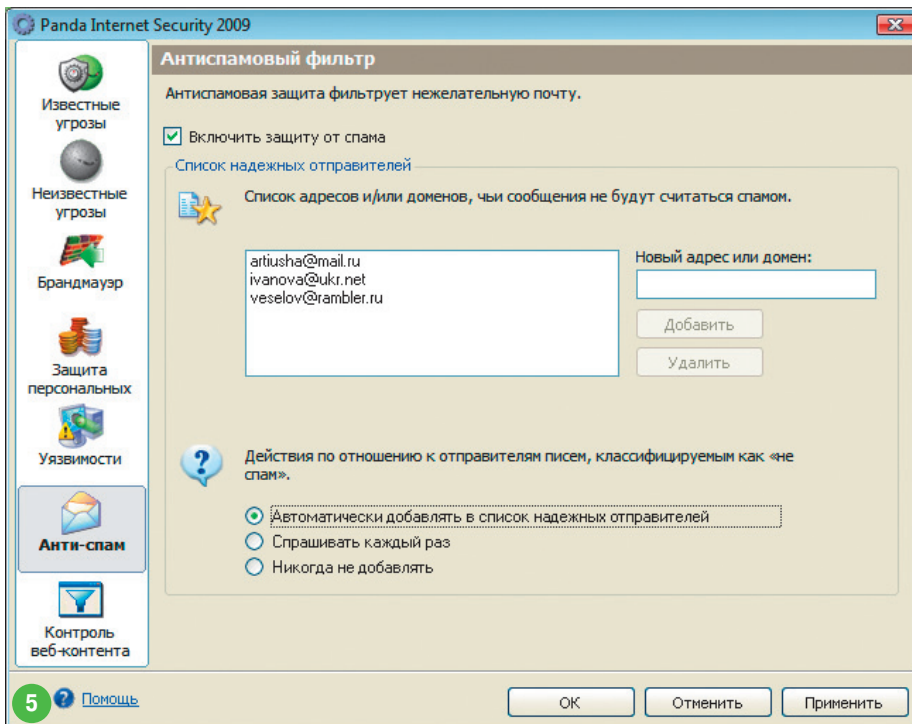 Panda Internet Security 2009
Известные
угрозы
Неизвестные
угрозы
Брандмауэр
Защита
персональных
Уязвимости
Анти-спам
Контроль
веб-контента
Антиспамовый фильтр
Антиспамовая защита фильтрует нежелательную почту.
Включить защиту от спама
Список надежных отправителей
Список адресов и/или доменов, чьи сообщения не будут считаться спамом.
artiusha@mail.ru
ivanova@ukr.net
veselov@rambler.ru
Новый адрес или домен:
Добавить
Удалить
Действия по отношению к отправителям писем, классифицируемым как «не
спам».
Автоматически добавлять в список надежных отправителей
Спрашивать каждый раз
Никогда не добавлять
5
Помощь
ОК
Отменить
Применить